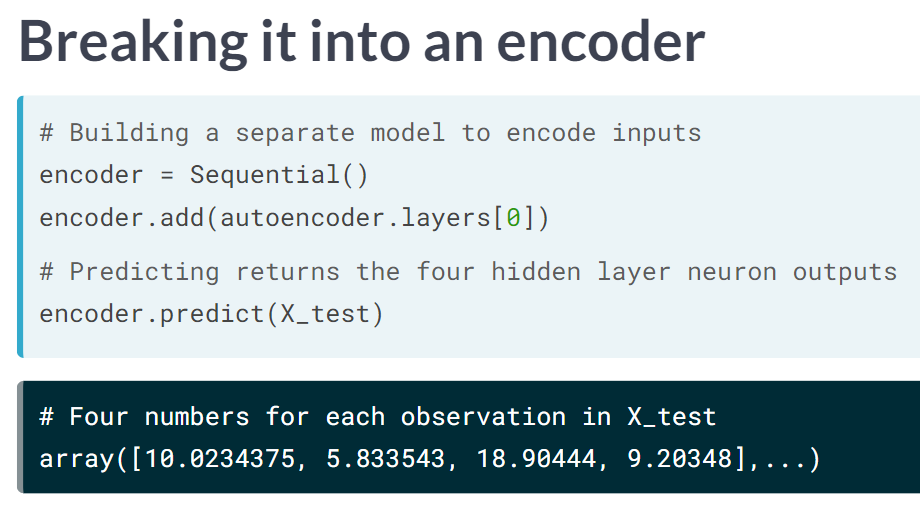 Breaking it into an encoder
# Building a separate model to encode inputs
encoder = Sequential()
encoder.add(autoencoder.layers[0])
# Predicting returns the four hidden layer neuron outputs
encoder.predict(X_test)
# Four numbers for each observation in X_test
array([10.0234375, 5.833543, 18.90444, 9.20348],...)